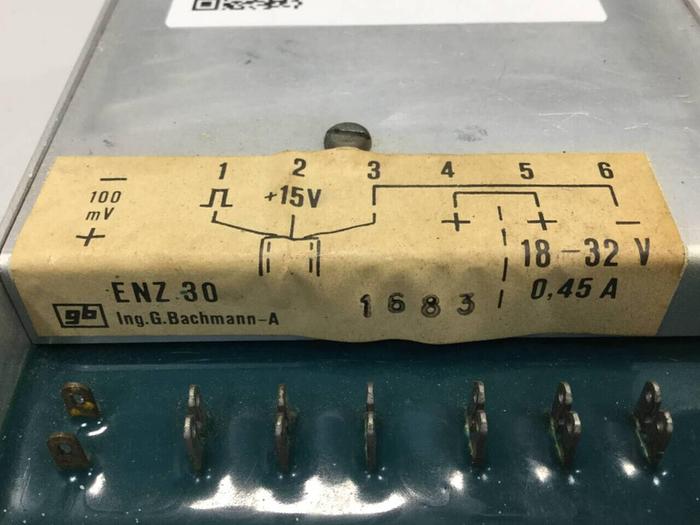 1 2 3 4 5 6
−
100
mV
+
+15V
+ + −
18−32 V
0,45 A
ENZ 30
gb Ing.G.Bachmann-A
1683